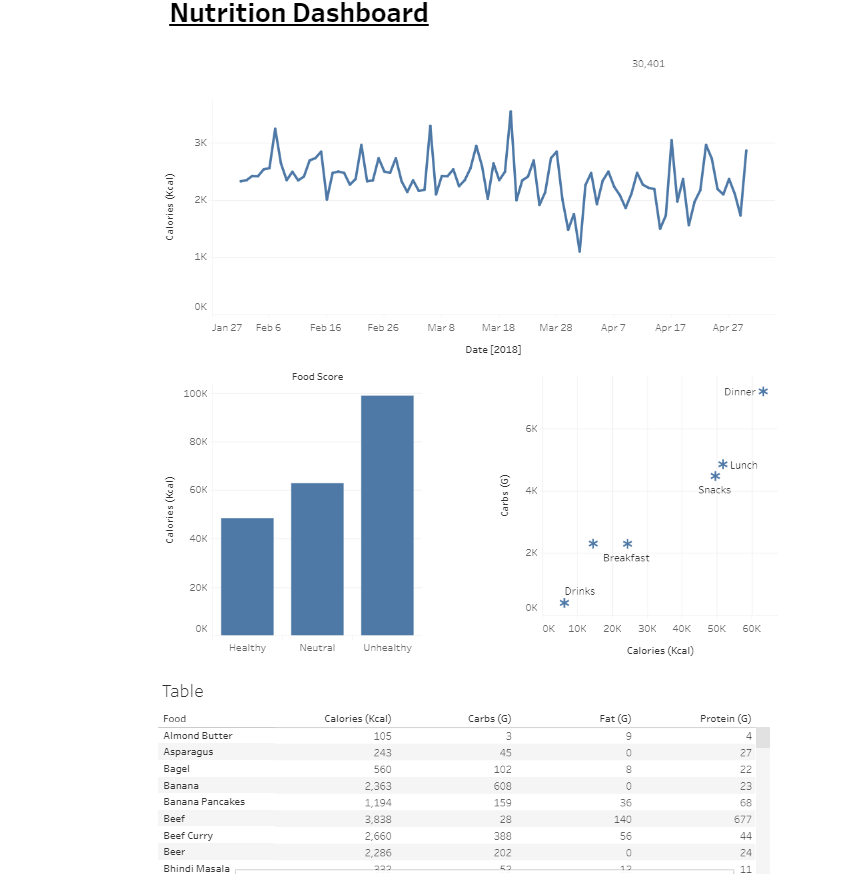 Nutrition Dashboard
30,401
3K
2K
1K
0K
Calories (Kcal)
Jan 27 Feb 6 Feb 16 Feb 26 Mar 8 Mar 18 Mar 28 Apr 7 Apr 17 Apr 27
Date [2018]
Food Score
100K
80K
60K
40K
20K
0K
Calories (Kcal)
Healthy Neutral Unhealthy
6K
4K
2K
0K
Carbs (G)
Dinner
Lunch
Snacks
Breakfast
Drinks
0K 10K 20K 30K 40K 50K 60K
Calories (Kcal)
Table
Food Calories (Kcal) Carbs (G) Fat (G) Protein (G)
Almond Butter 105 3 9 4
Asparagus 243 45 0 27
Bagel 560 102 8 22
Banana 2,363 608 0 23
Banana Pancakes 1,194 159 36 68
Beef 3,838 28 140 677
Beef Curry 2,660 388 56 44
Beer 2,286 202 0 24
Bhindi Masala 11